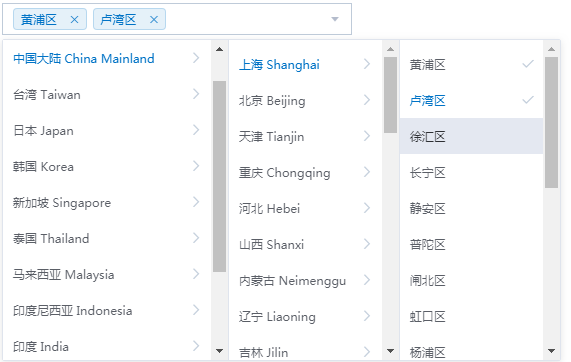 黄浦区 × 卢湾区 ×
中国大陆 China Mainland
台湾 Taiwan
日本 Japan
韩国 Korea
新加坡 Singapore
泰国 Thailand
马来西亚 Malaysia
印度尼西亚 Indonesia
印度 India
上海 Shanghai
北京 Beijing
天津 Tianjin
重庆 Chongqing
河北 Hebei
山西 Shanxi
内蒙古 Neimenggu
辽宁 Liaoning
吉林 Jilin
黄浦区
卢湾区
徐汇区
长宁区
静安区
普陀区
闸北区
虹口区
杨浦区